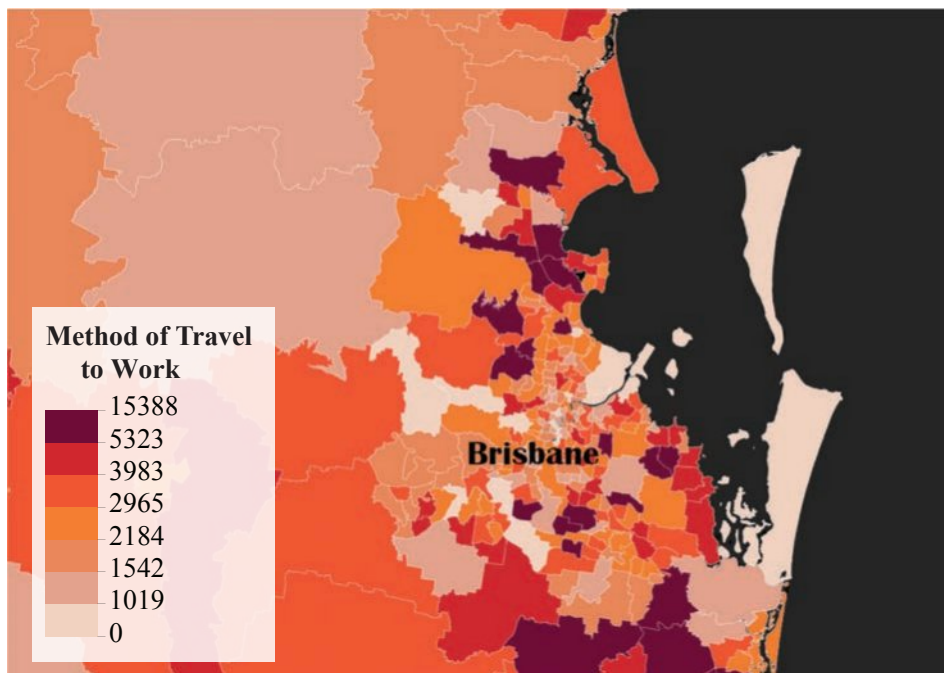 Method of Travel
to Work
15388
5323
3983
2965
2184
1542
1019
0
Brisbane